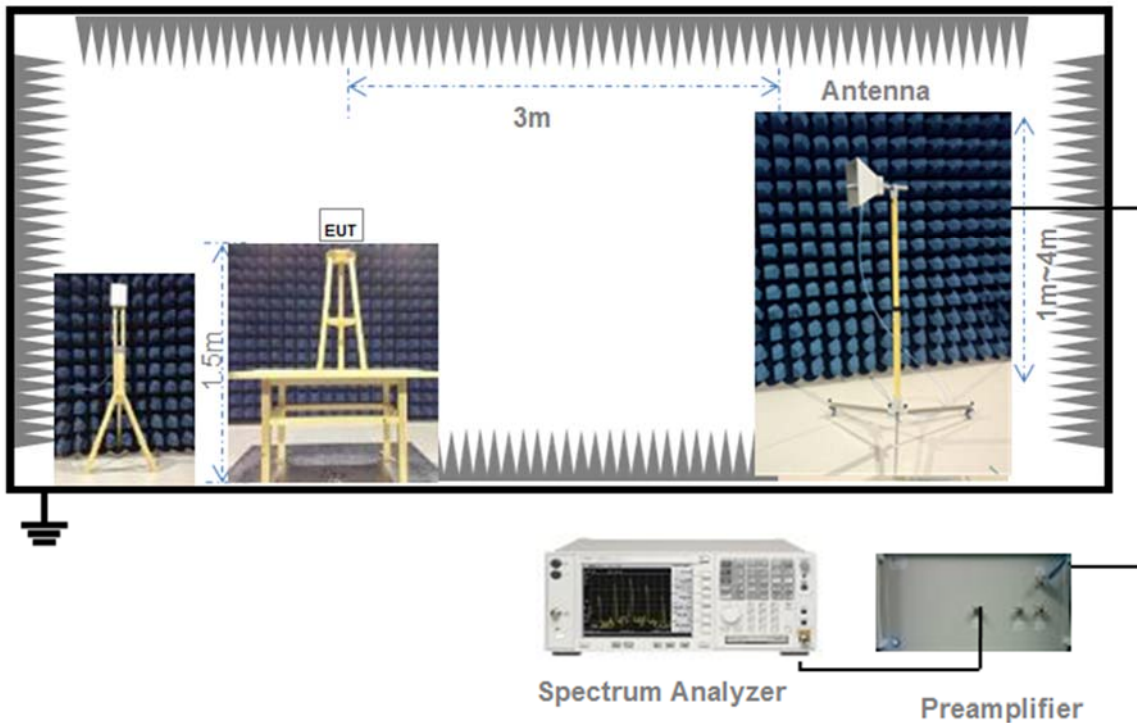 Antenna
3m
EUT
1.5m
1m~4m
Spectrum Analyzer
Preamplifier